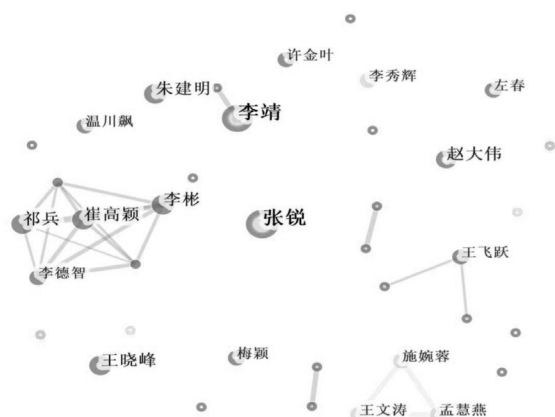 许金叶
李秀辉
左春
朱建明
李靖
温川飙
赵大伟
李彬
祁兵
崔高颖
张锐
王飞跃
李德智
梅颖
施婉蓉
王晓峰
王文涛
孟慧燕